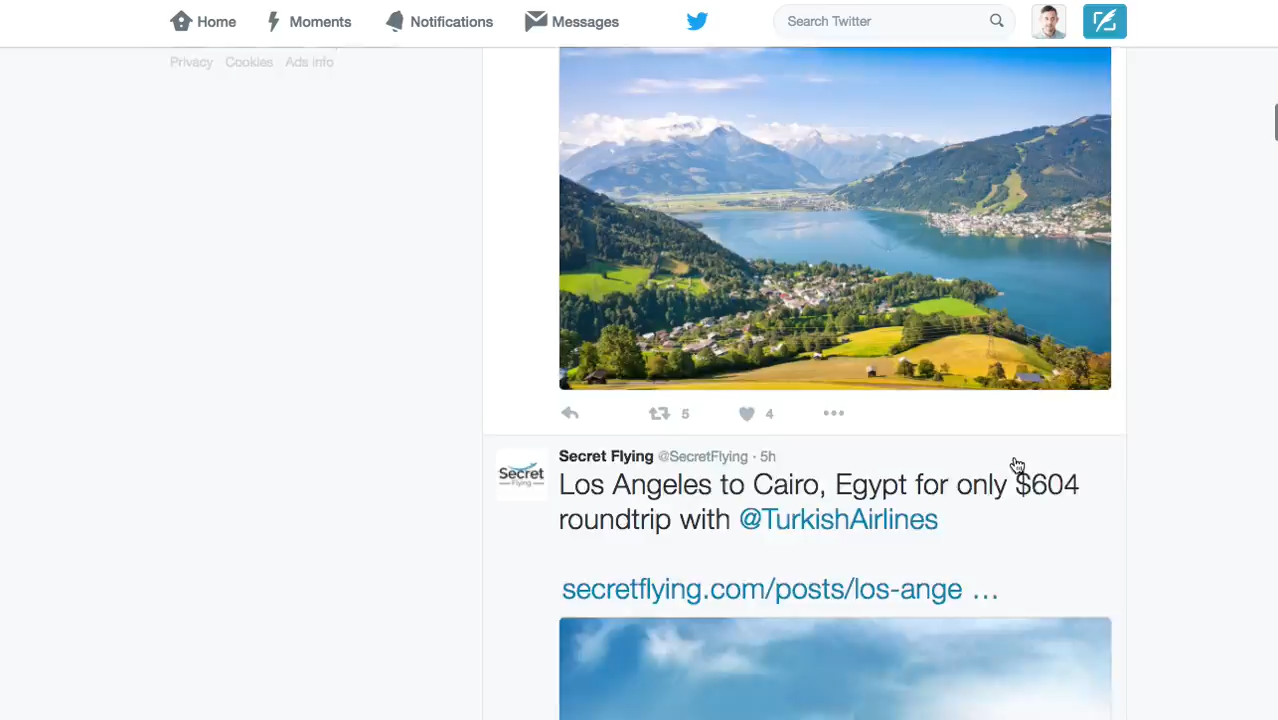 Home Moments Notifications Messages Search Twitter
Privacy Cookies Ads info
5 4
Secret Flying @SecretFlying · 5h
Secret
Flying
Los Angeles to Cairo, Egypt for only $604
roundtrip with @TurkishAirlines
secretflying.com/posts/los-ange …